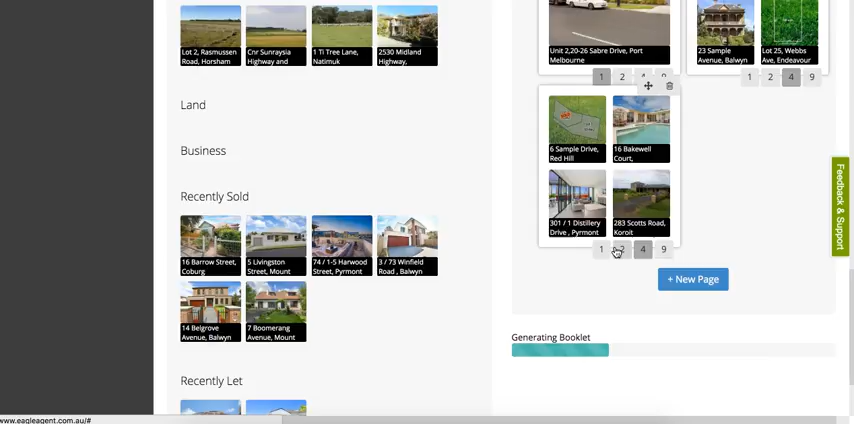 Lot 2, Rasmussen
Road, Horsham
Cnr Sunraysia
Highway and
1 Ti Tree Lane,
Natimuk
2530 Midland
Highway,
Land
Business
Recently Sold
16 Barrow Street,
Coburg
5 Livingston
Street, Mount
74 / 1-5 Harwood
Street, Pyrmont
3 / 73 Winfield
Road , Balwyn
14 Belgrove
Avenue, Balwyn
7 Boomerang
Avenue, Mount
Recently Let
Unit 2,20-26 Sabre Drive, Port
Melbourne
1 2 4 9
23 Sample
Avenue, Balwyn
Lot 25, Webbs
Ave, Endeavour
1 2 4 9
6 Sample Drive,
Red Hill
16 Bakewell
Court,
301 / 1 Distillery
Drive , Pyrmont
283 Scotts Road,
Koroit
1 2 4 9
+ New Page
Generating Booklet
Feedback & Support
www.eagleagent.com.au/#